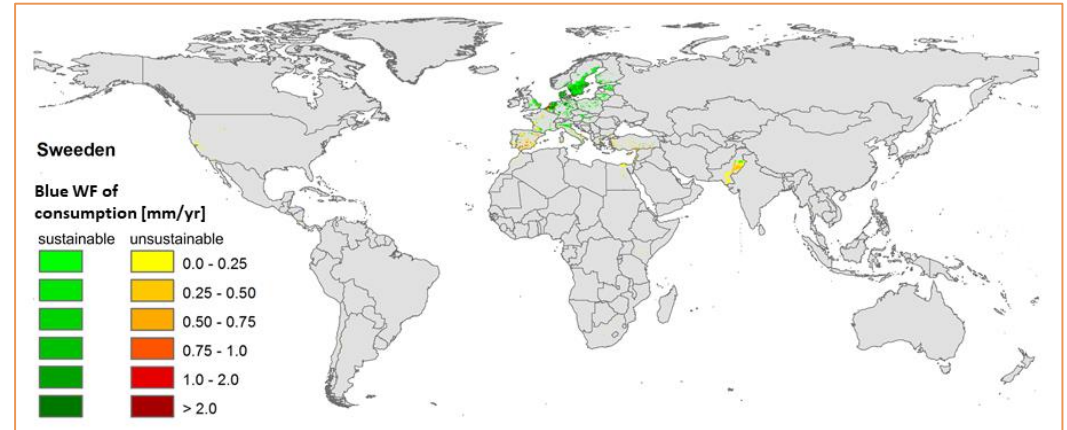 Sweeden
Blue WF of
consumption [mm/yr]
sustainable unsustainable
0.0 - 0.25
0.25 - 0.50
0.50 - 0.75
0.75 - 1.0
1.0 - 2.0
> 2.0